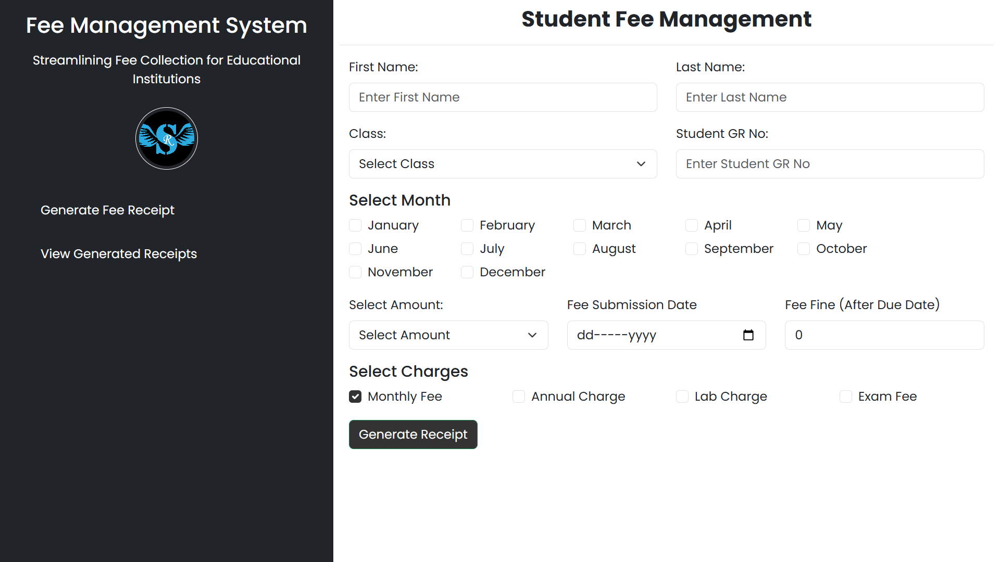 Fee Management System
Streamlining Fee Collection for Educational
Institutions
S
R
Generate Fee Receipt
View Generated Receipts
Student Fee Management
First Name:
Last Name:
Enter First Name
Enter Last Name
Class:
Student GR No:
Select Class
Enter Student GR No
Select Month
January
February
March
April
May
June
July
August
September
October
November
December
Select Amount:
Fee Submission Date
Fee Fine (After Due Date)
Select Amount
dd-----yyyy
0
Select Charges
Monthly Fee
Annual Charge
Lab Charge
Exam Fee
Generate Receipt